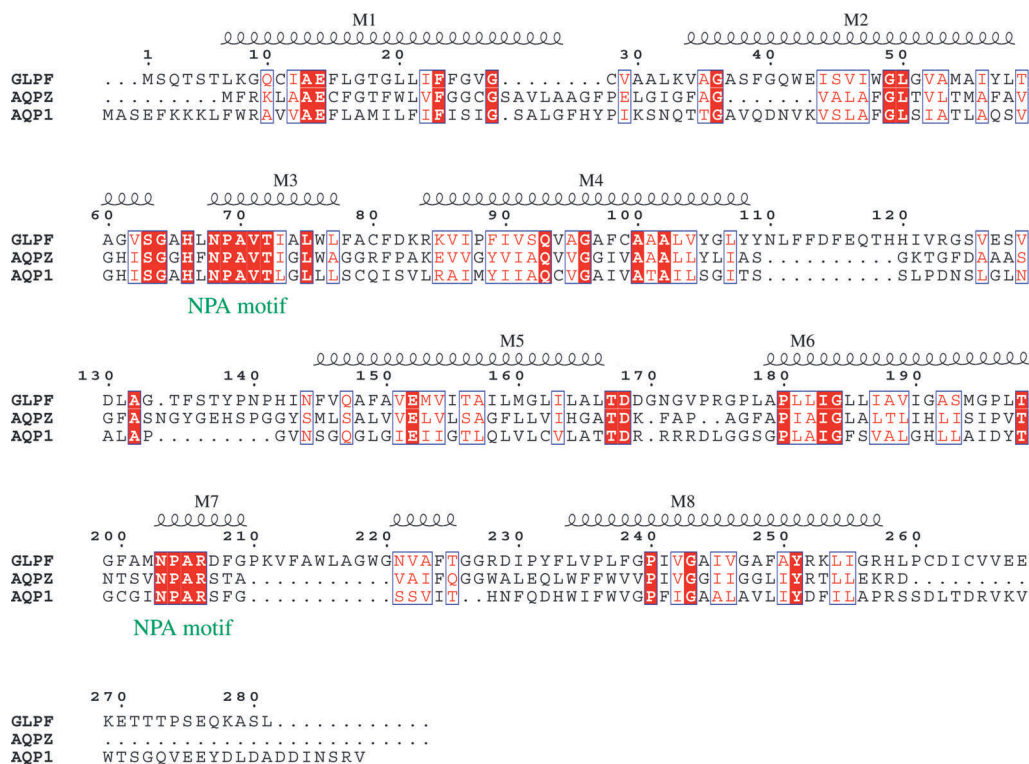 M1 M2
1 10 20 30 40 50
GLPF ...MSQTSTLKGQCIAEFLGTGLLIFFGVG........CVAALKVAGASFGQWEISVIWGLGVAMAIYLT
AQPZ .........MFRKLAAECFGTFWLVFGGCGSAVLAAGFPELGIGFAG.......VALAFGLTVLTMAFAV
AQP1 MASEFKKKLFWRAVVAEFLAMILFIFISIG.SALGFHYPIKSNQTTGAVQDNVKVSLAFGLSIATLAQSV
M3 M4
60 70 80 90 100 110 120
GLPF AGVSGAHLNPAVTIALWLFACFDKRKVIPFIVSQVAGAFCAAALVYGLYYNLFFDFEQTHHIVRGSVESV
AQPZ GHISGGHFNPAVTIGLWAGGRFPAKEVVGYVIAQVVGGIVAAALLYLIAS..........GKTGFDAAAS
AQP1 GHISGAHLNPAVTLGLLLSCQISVLRAIMYIIAQCVGAIVATAILSGITS..........SLPDNSLGLN
NPA motif
M5 M6
130 140 150 160 170 180 190
GLPF DLAG.TFSTYPNPHINFVQAFAVEMVITAILMGLILALTDDGNGVPRGPLAPLLIGLLIAVIGASMGPLT
AQPZ GFASNGYGEHSPGGYSMLSALVVELVLSAGFLLVIHGATDK.FAP..AGFAPIAIGLALTLIHLISIPVT
AQP1 ALAP.........GVNSGQGLGIEIIGTLQLVLCVLATTDR.RRRDLGGSGPLAIGFSVALGHLLAIDYT
M7 M8
200 210 220 230 240 250 260
GLPF GFAMNPARDFGPKVFAWLAGWGNVAFTGGRDIPYFLVPLFGPIVGAIVGAFAYRKLIGRHLPCDICVVEE
AQPZ NTSVNPARSTA...........VAIFQGGWALEQLWFFWVVPIVGGIIGGLIYRTLLEKRD.........
AQP1 GCGINPARSFG...........SSVIT..HNFQDHWIFWVGPFIGAALAVLIYDFILAPRSSDLTDRVKV
NPA motif
270 280
GLPF KETTTPSEQKASL............
AQPZ .........................
AQP1 WTSGQVEEYDLDADDINSRV